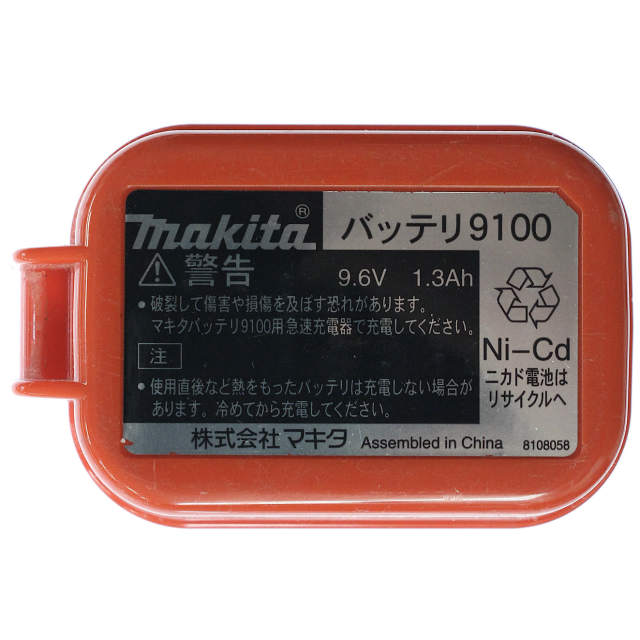 makita® バッテリ9100
⚠警告 9.6V 1.3Ah
•破裂して傷害や損傷を及ぼす恐れがあります。
マキタバッテリ9100用急速充電器で充電してください。
注
•使用直後など熱をもったバッテリは充電しない場合が
あります。冷めてから充電してください。
Ni-Cd
ニカド電池は
リサイクルへ
株式会社マキタ Assembled in China 8108058